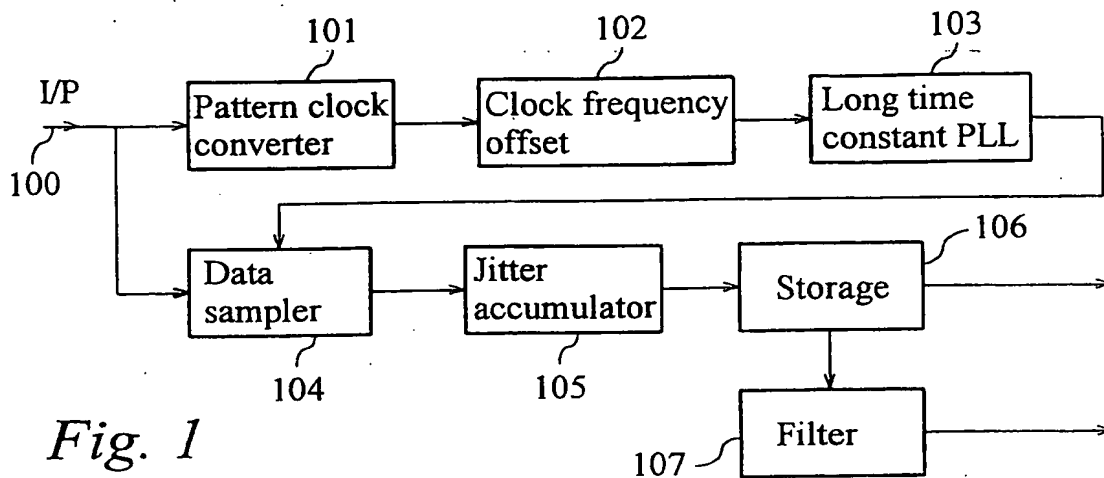 101
102
103
I/P
Pattern clock
converter
Clock frequency
offset
Long time
constant PLL
100
106
Data
sampler
Jitter
accumulator
Storage
104
105
Filter
107
Fig. 1